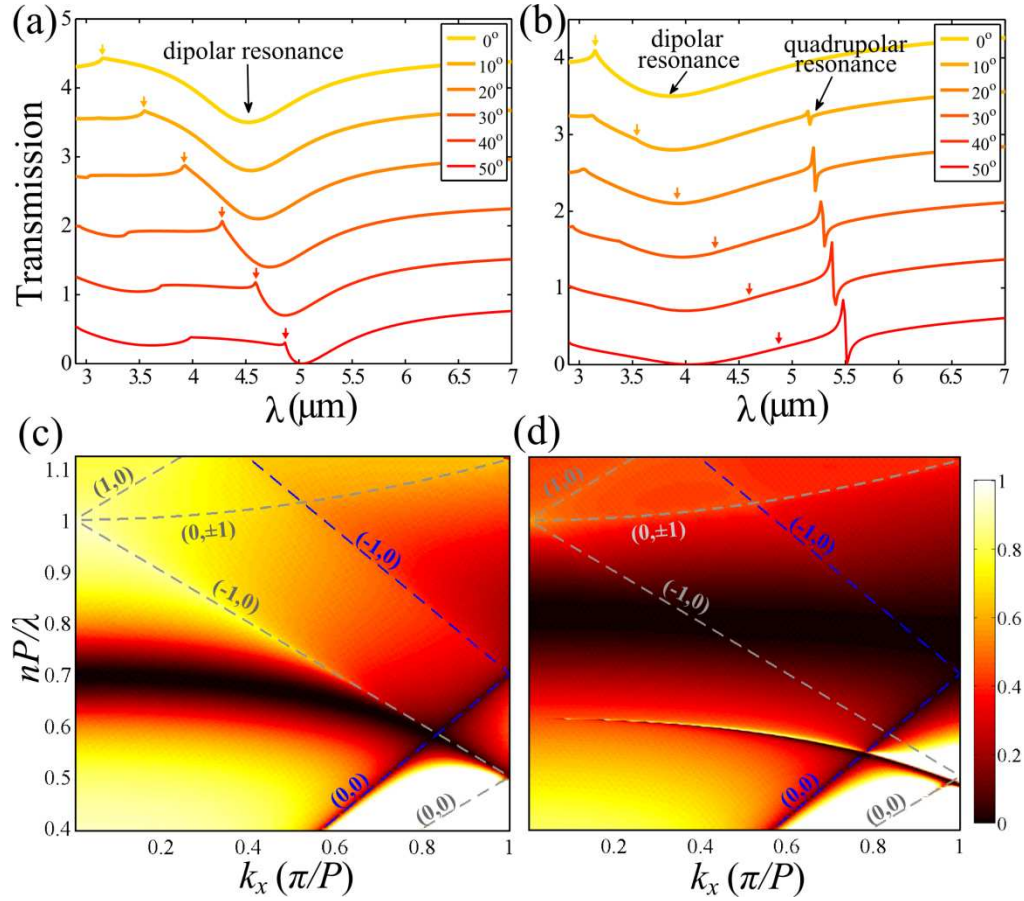 (a)
5
4
3
2
1
0
Transmission
dipolar resonance
0°
10°
20°
30°
40°
50°
3 3.5 4 4.5 5 5.5 6 6.5 7
λ (μm)
(b)
4
3
2
1
0
dipolar
resonance
quadrupolar
resonance
0°
10°
20°
30°
40°
50°
3 3.5 4 4.5 5 5.5 6 6.5 7
λ (μm)
(c)
1.1
1
0.9
0.8
0.7
0.6
0.5
0.4
nP/λ
(1,0)
(0,±1)
(-1,0)
(-1,0)
(0,0)
(0,0)
0.2 0.4 0.6 0.8 1
kₓ (π/P)
(d)
(1,0)
(0,±1)
(-1,0)
(-1,0)
(0,0)
(0,0)
0.2 0.4 0.6 0.8 1
kₓ (π/P)
1
0.8
0.6
0.4
0.2
0